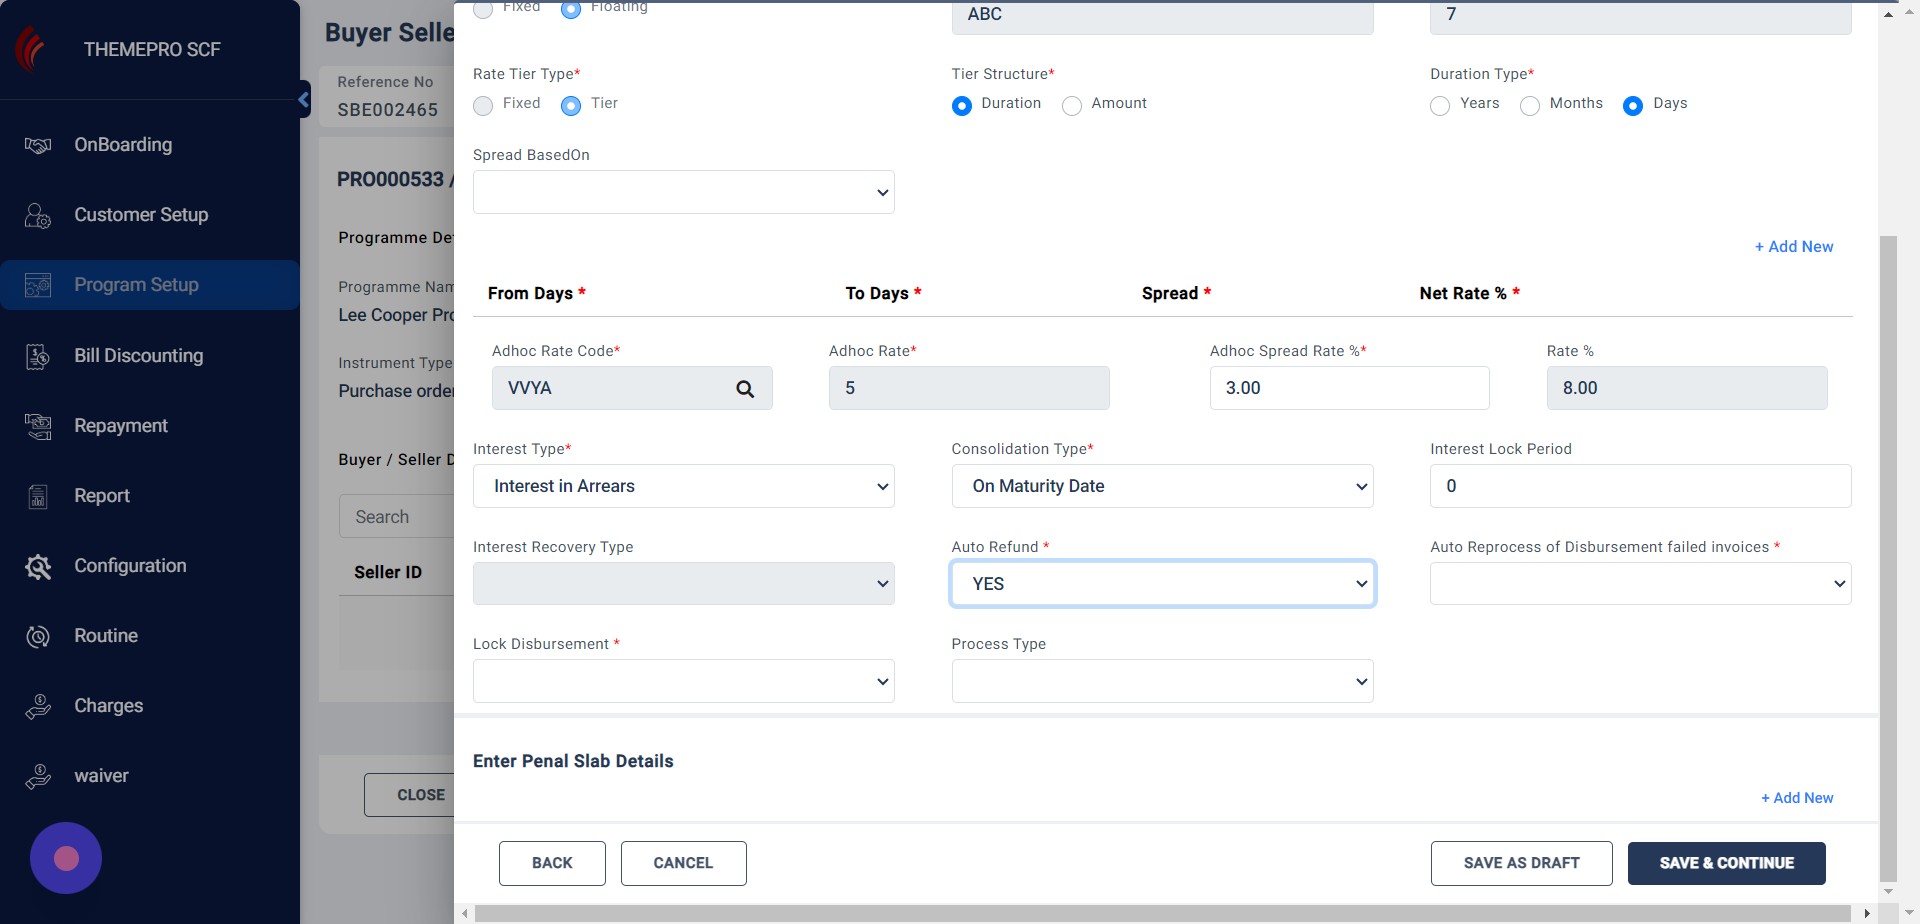 THEMEPRO SCF
OnBoarding
Customer Setup
Program Setup
Bill Discounting
Repayment
Report
Configuration
Routine
Charges
waiver
Buyer Selle
Reference No
SBE002465
PRO000533 /
Programme De
Programme Nam
Lee Cooper Pro
Instrument Type
Purchase order
Buyer / Seller D
Search
Seller ID
CLOSE
Fixed Floating
ABC
7
Rate Tier Type*
Fixed Tier
Tier Structure*
Duration Amount
Duration Type*
Years Months Days
Spread BasedOn
+ Add New
From Days * To Days * Spread * Net Rate % *
Adhoc Rate Code* Adhoc Rate* Adhoc Spread Rate %* Rate %
VVYA 5 3.00 8.00
Interest Type* Consolidation Type* Interest Lock Period
Interest in Arrears On Maturity Date 0
Interest Recovery Type Auto Refund * Auto Reprocess of Disbursement failed invoices *
YES
Lock Disbursement * Process Type
Enter Penal Slab Details
+ Add New
BACK CANCEL SAVE AS DRAFT SAVE & CONTINUE